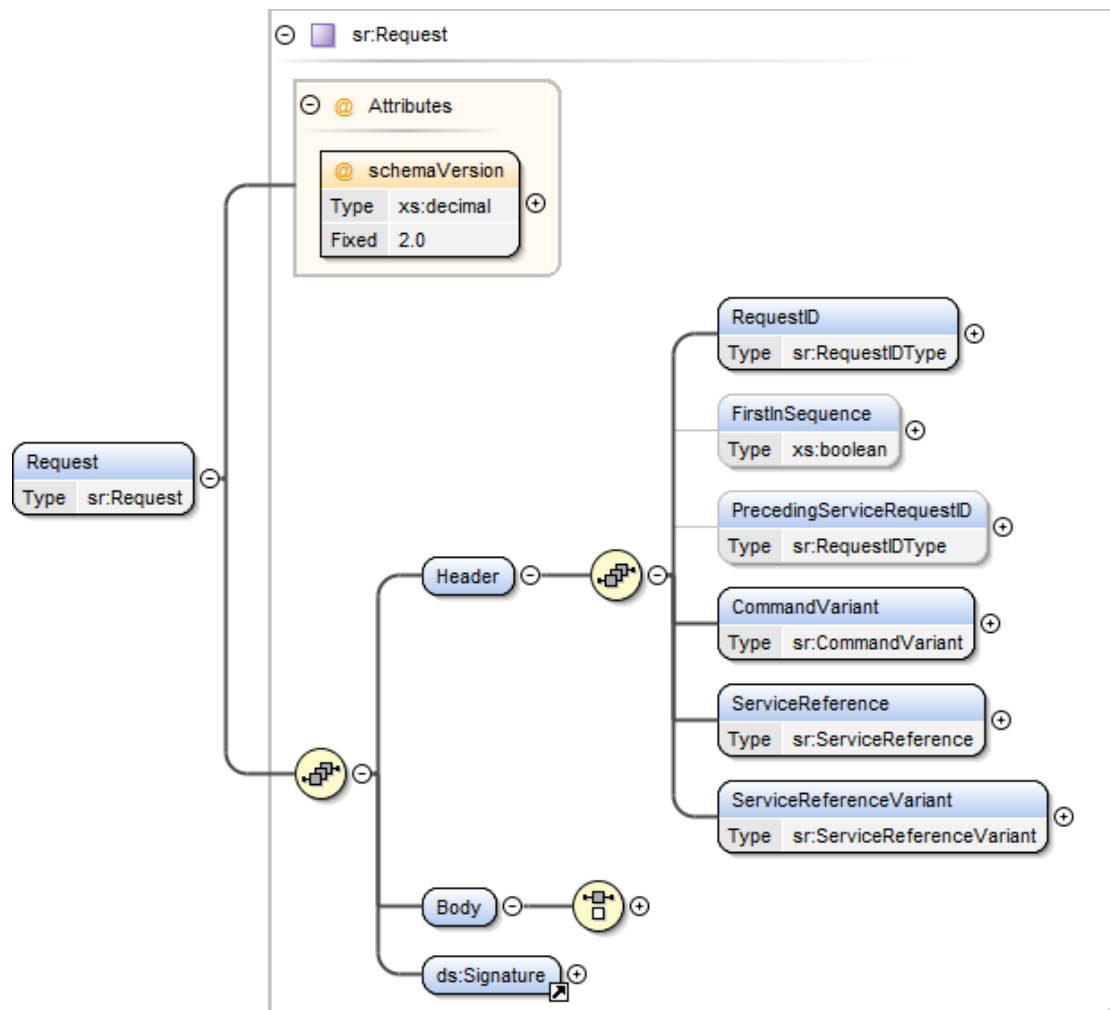 sr:Request
@ Attributes
@ schemaVersion
Type xs:decimal
Fixed 2.0
RequestID
Type sr:RequestIDType
FirstInSequence
Type xs:boolean
Request
Type sr:Request
PrecedingServiceRequestID
Type sr:RequestIDType
Header
CommandVariant
Type sr:CommandVariant
ServiceReference
Type sr:ServiceReference
ServiceReferenceVariant
Type sr:ServiceReferenceVariant
Body
ds:Signature